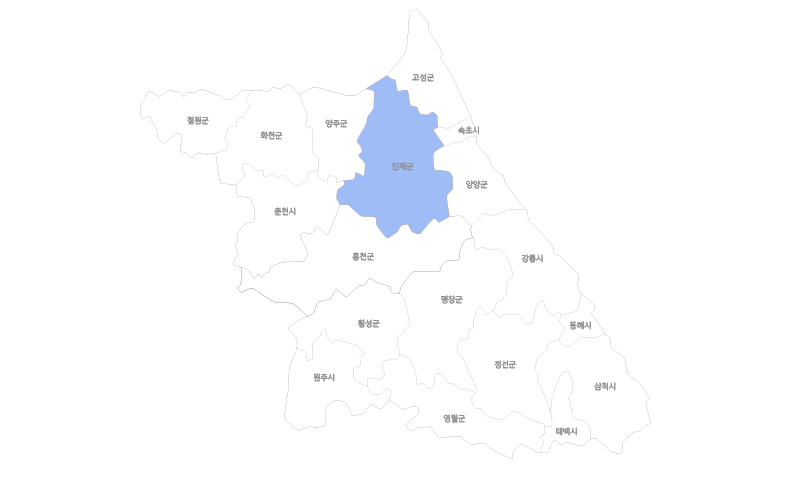 고성군
철원군
양주군
속초시
화천군
인제군
양양군
춘천시
홍천군
강릉시
평창군
횡성군
동해시
정선군
원주시
삼척시
영월군
태백시